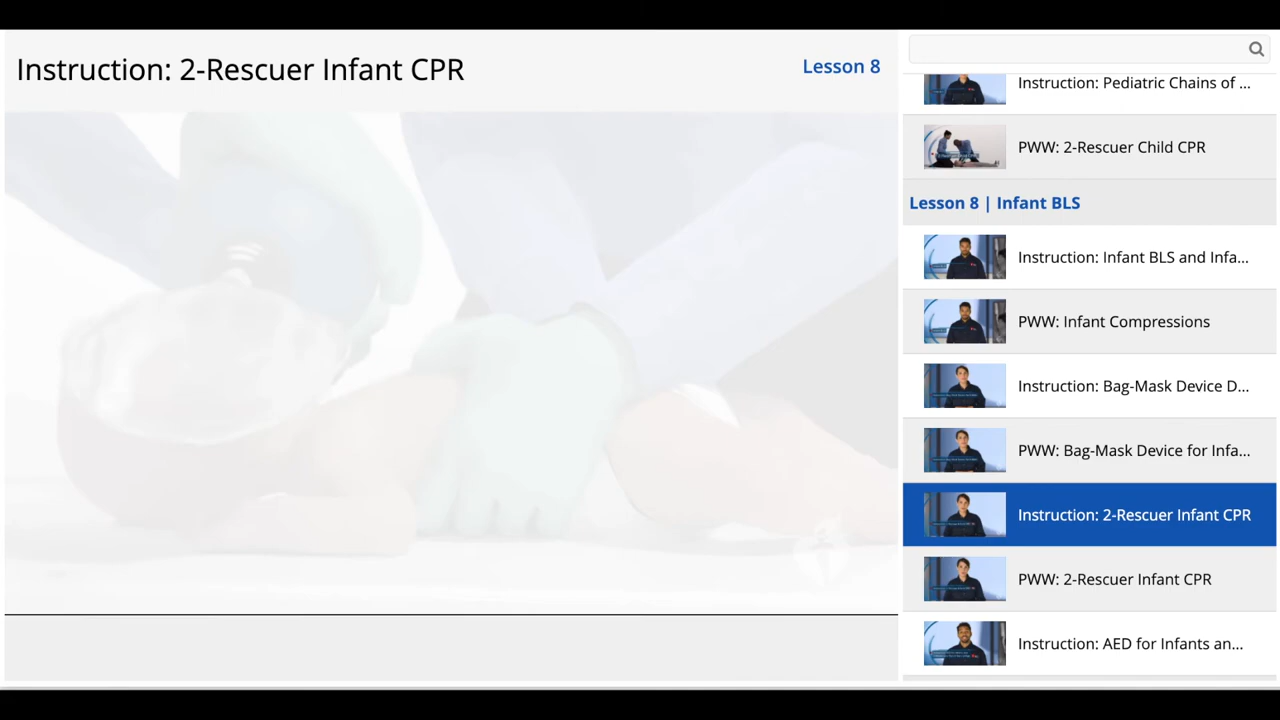 Instruction: 2-Rescuer Infant CPR
Lesson 8
Instruction: Pediatric Chains of ...
PWW: 2-Rescuer Child CPR
Lesson 8 | Infant BLS
Instruction: Infant BLS and Infa...
PWW: Infant Compressions
Instruction: Bag-Mask Device D...
PWW: Bag-Mask Device for Infa...
Instruction: 2-Rescuer Infant CPR
PWW: 2-Rescuer Infant CPR
Instruction: AED for Infants an...